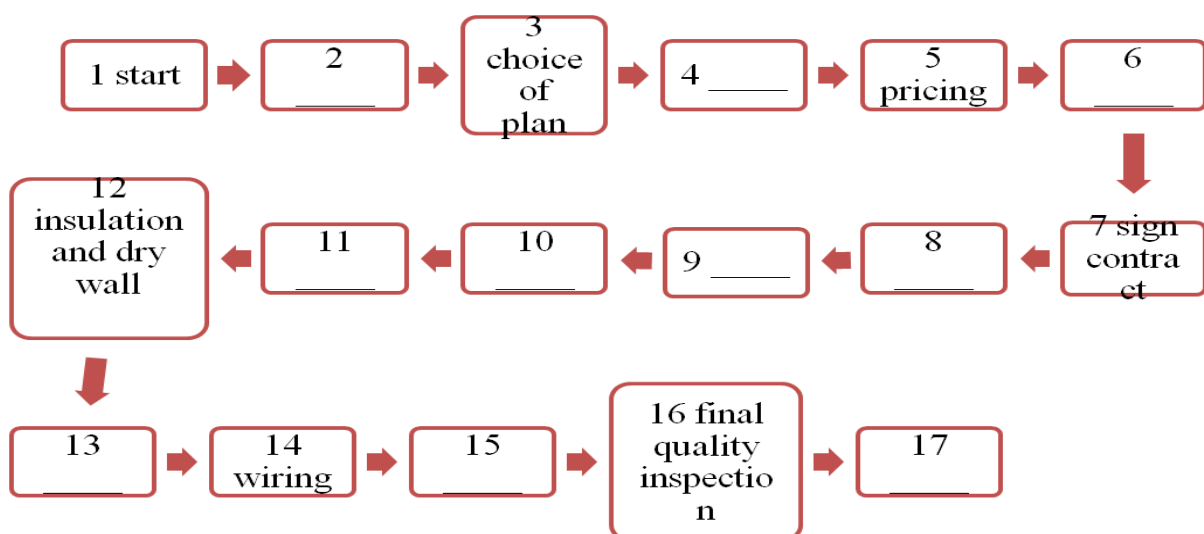 1 start
2
_____
3
choice
of
plan
4 _____
5
pricing
6
_____
7 sign
contra
ct
8
_____
9 _____
10
_____
11
_____
12
insulation
and dry
wall
13
_____
14
wiring
15
_____
16 final
quality
inspectio
n
17
_____